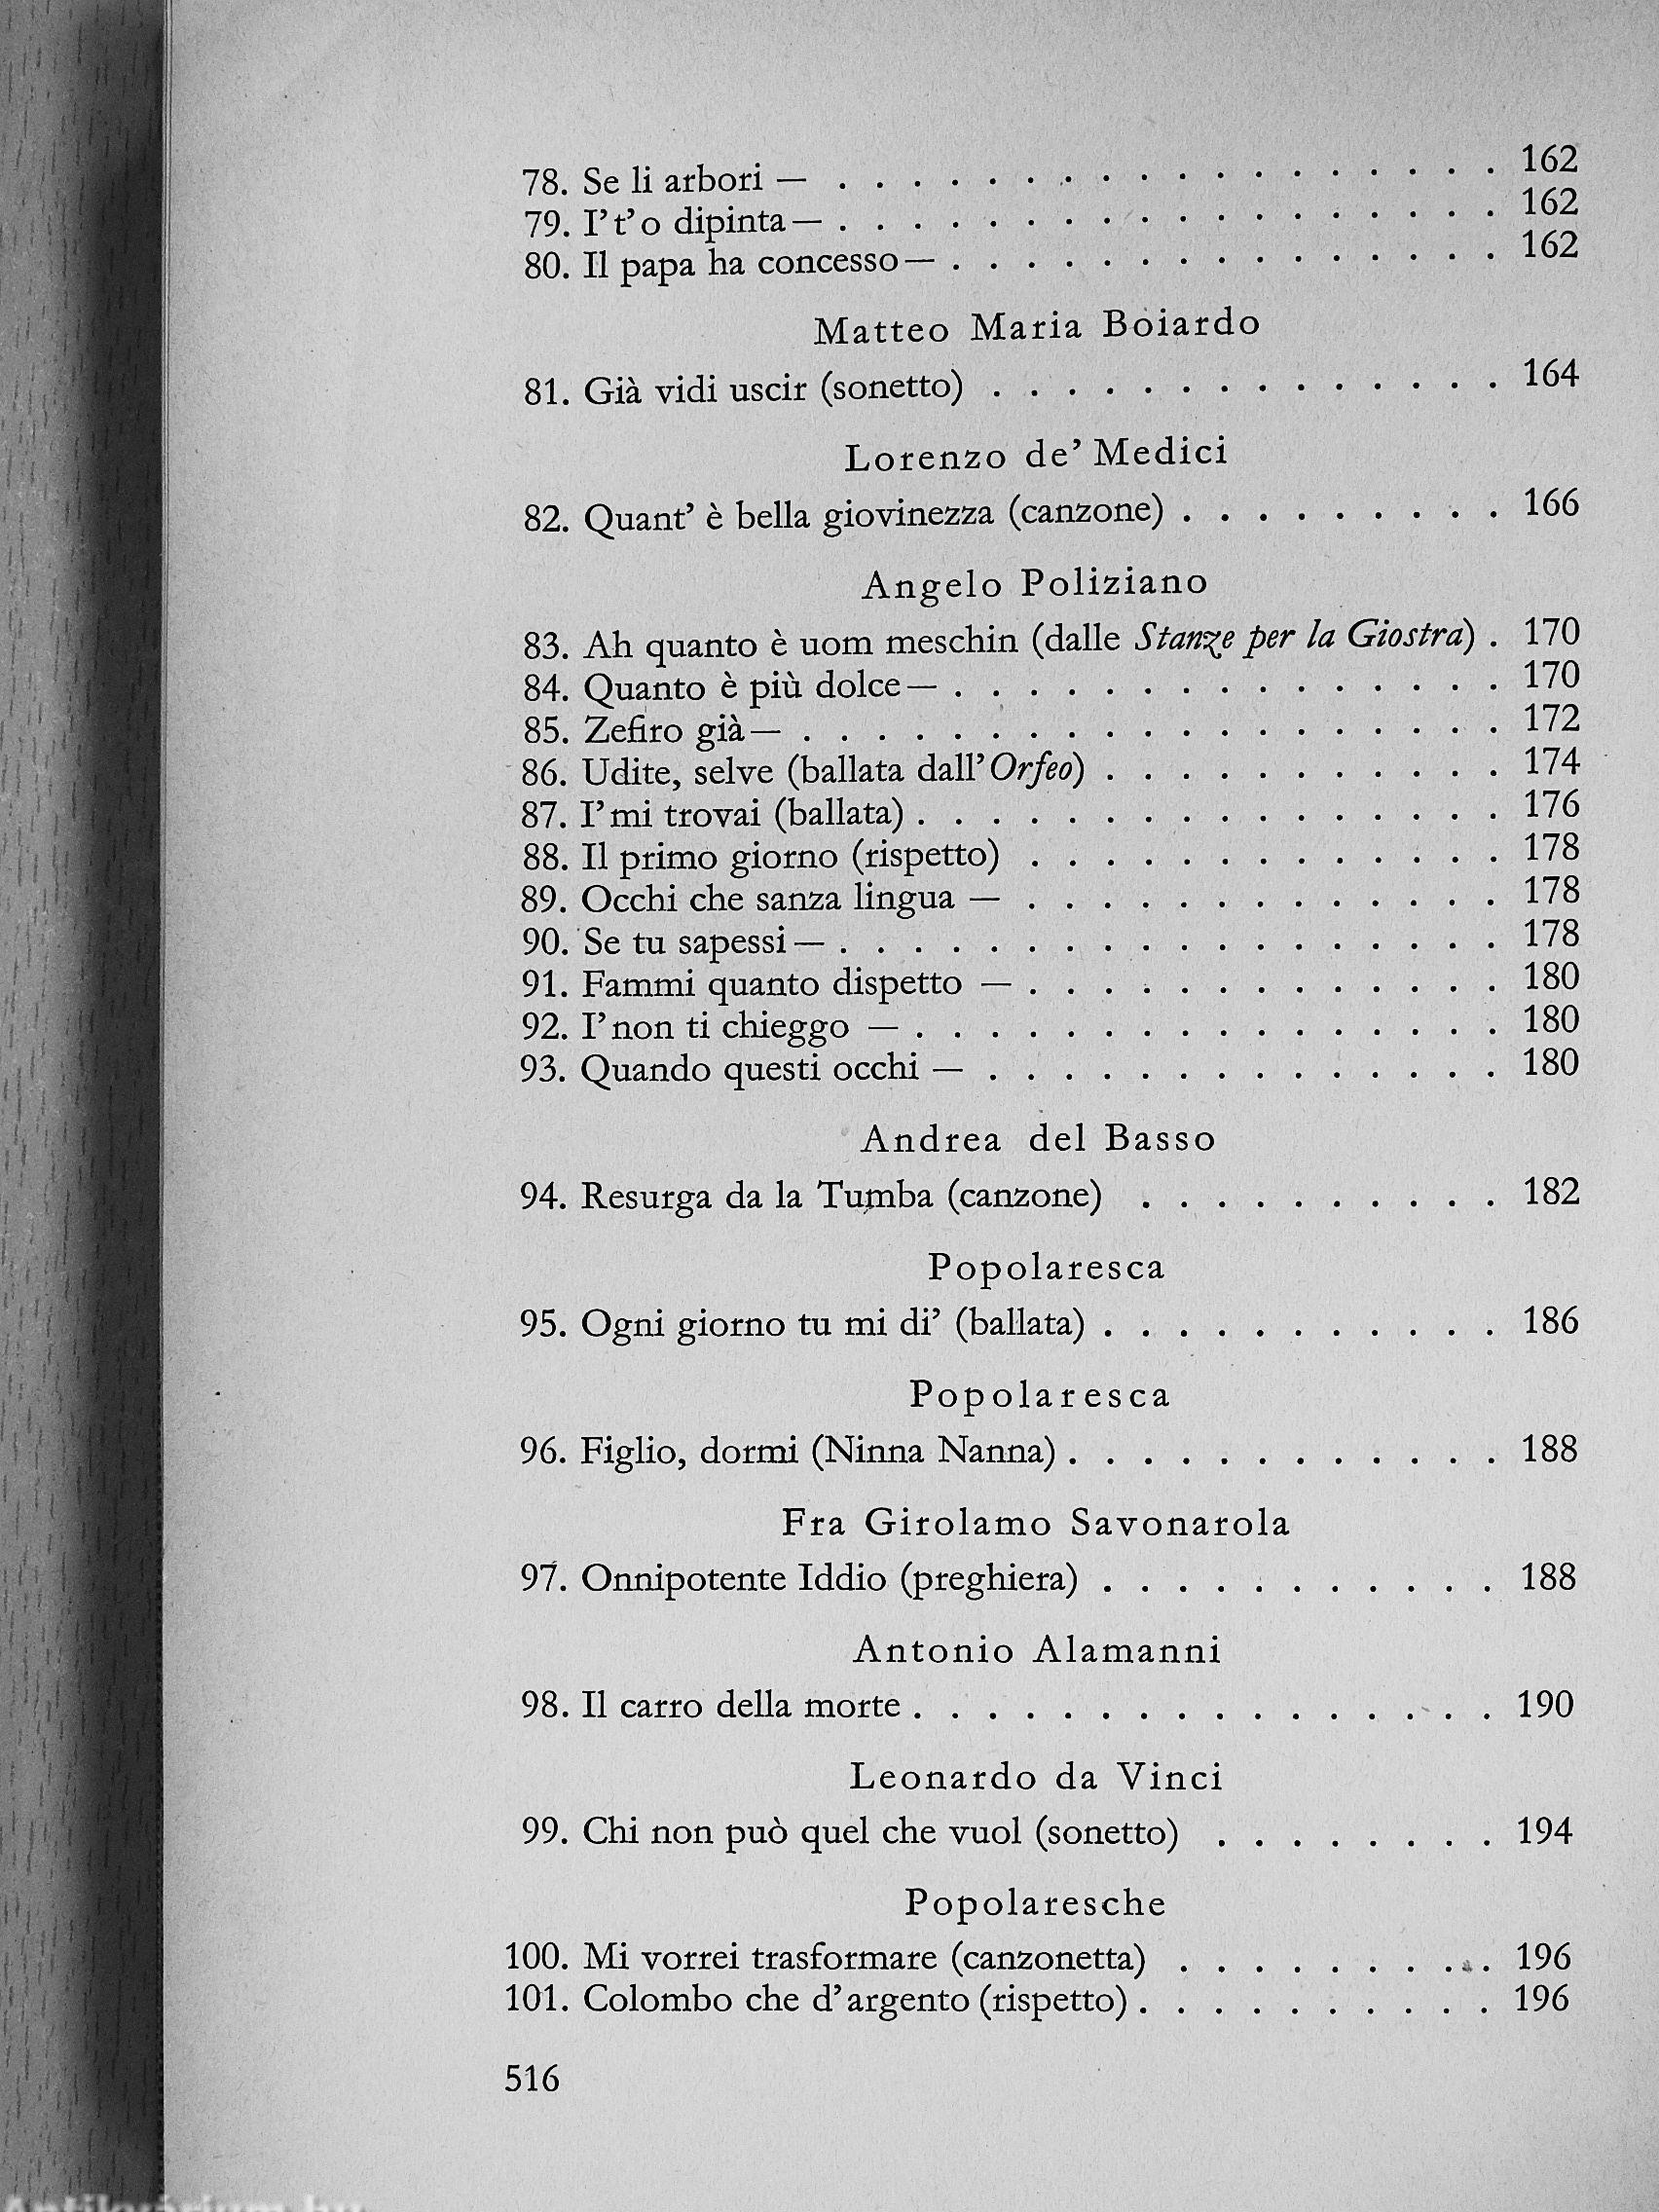 78. Se li arbori — . . . . . . . . . . . . . . . . . . 162
79. I’ t’ o dipinta — . . . . . . . . . . . . . . . . . . 162
80. Il papa ha concesso — . . . . . . . . . . . . . . . 162
Matteo Maria Boiardo
81. Già vidi uscir (sonetto) . . . . . . . . . . . . . . 164
Lorenzo de’ Medici
82. Quant’ è bella giovinezza (canzone) . . . . . . . . . 166
Angelo Poliziano
83. Ah quanto è uom meschin (dalle Stanze per la Giostra) . 170
84. Quanto è più dolce — . . . . . . . . . . . . . . . 170
85. Zefiro già — . . . . . . . . . . . . . . . . . . . 172
86. Udite, selve (ballata dall’ Orfeo) . . . . . . . . . . . 174
87. I’ mi trovai (ballata) . . . . . . . . . . . . . . . . 176
88. Il primo giorno (rispetto) . . . . . . . . . . . . . 178
89. Occhi che sanza lingua — . . . . . . . . . . . . . 178
90. Se tu sapessi — . . . . . . . . . . . . . . . . . . 178
91. Fammi quanto dispetto — . . . . . . . . . . . . . 180
92. I’ non ti chieggo — . . . . . . . . . . . . . . . . 180
93. Quando questi occhi — . . . . . . . . . . . . . . 180
Andrea del Basso
94. Resurga da la Tumba (canzone) . . . . . . . . . . 182
Popolaresca
95. Ogni giorno tu mi di’ (ballata) . . . . . . . . . . . 186
Popolaresca
96. Figlio, dormi (Ninna Nanna) . . . . . . . . . . . . 188
Fra Girolamo Savonarola
97. Onnipotente Iddio (preghiera) . . . . . . . . . . . 188
Antonio Alamanni
98. Il carro della morte . . . . . . . . . . . . . . . . 190
Leonardo da Vinci
99. Chi non può quel che vuol (sonetto) . . . . . . . . 194
Popolaresche
100. Mi vorrei trasformare (canzonetta) . . . . . . . . . 196
101. Colombo che d’ argento (rispetto) . . . . . . . . . . 196
516
Antikvárium.hu